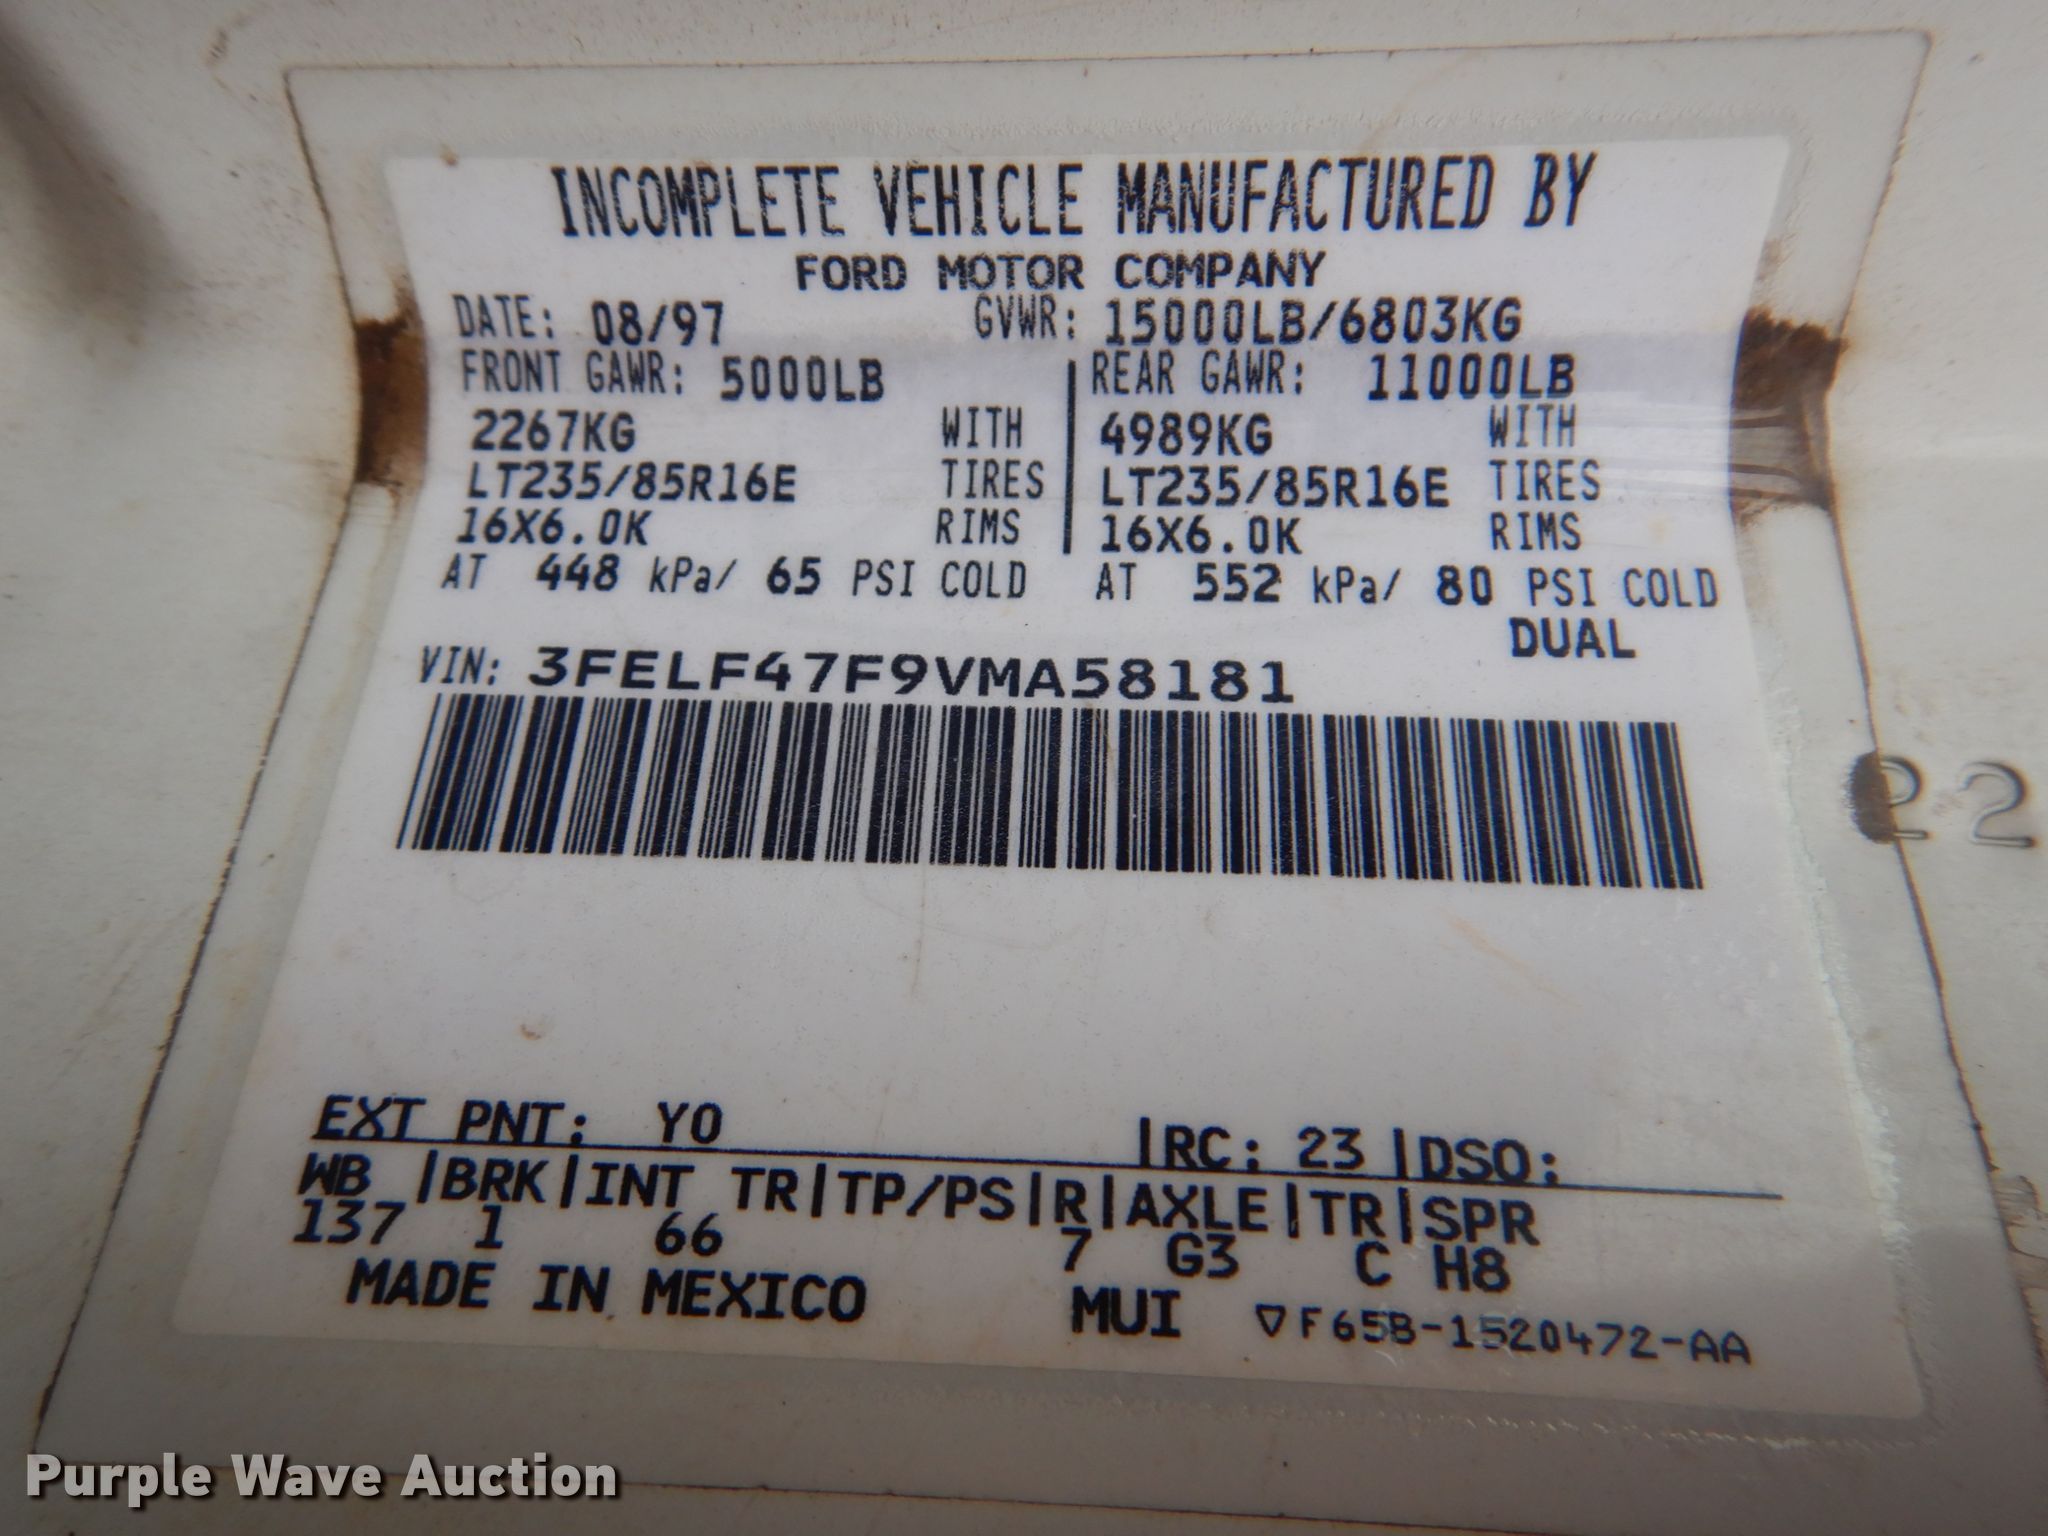 INCOMPLETE VEHICLE MANUFACTURED BY
FORD MOTOR COMPANY
DATE: 08/97 GVWR: 15000LB/6803KG
FRONT GAWR: 5000LB REAR GAWR: 11000LB
2267KG WITH 4989KG WITH
LT235/85R16E TIRES LT235/85R16E TIRES
16X6.0K RIMS 16X6.0K RIMS
AT 448 kPa/ 65 PSI COLD AT 552 kPa/ 80 PSI COLD
DUAL
VIN: 3FELF47F9VMA58181
22
EXT PNT: YO |RC: 23 |DSO:
WB |BRK|INT TR|TP/PS|R|AXLE|TR|SPR
137 1 66 7 G3 C H8
MADE IN MEXICO MUI ▽F65B-1520472-AA
Purple Wave Auction